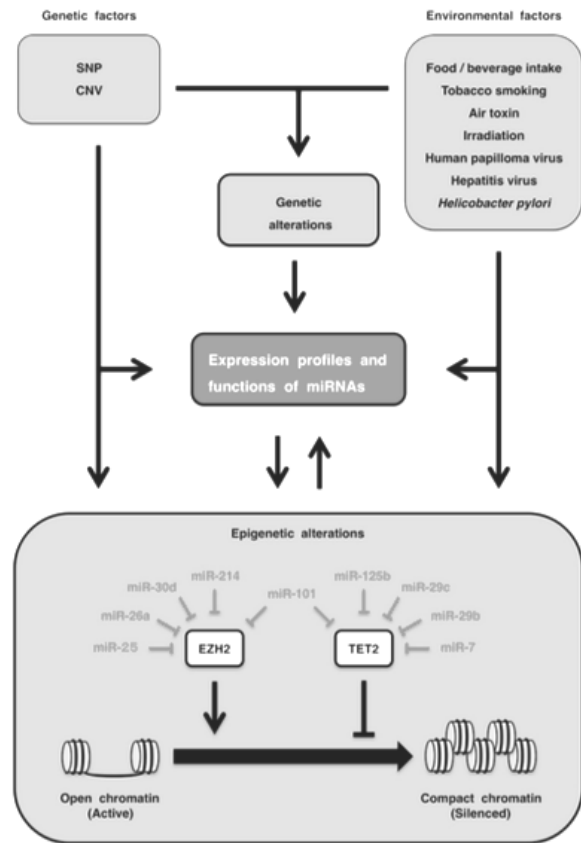 Genetic factors
Environmental factors
SNP
CNV
Food / beverage intake
Tobacco smoking
Air toxin
Irradiation
Human papilloma virus
Hepatitis virus
Helicobacter pylori
Genetic
alterations
Expression profiles and
functions of miRNAs
Epigenetic alterations
miR-214
miR-125b
miR-30d
miR-101
miR-29c
miR-26a
miR-29b
miR-25
EZH2
TET2
miR-7
Open chromatin
(Active)
Compact chromatin
(Silenced)